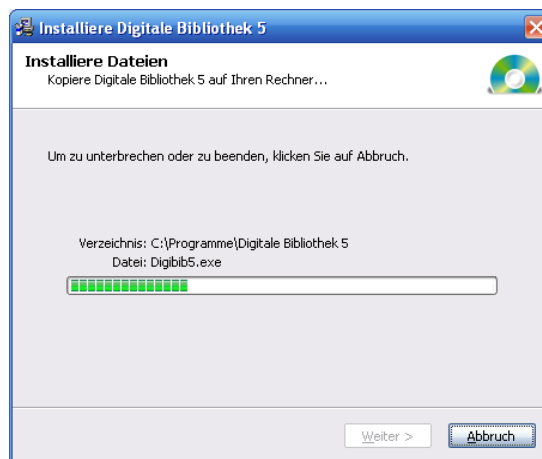 Installiere Digitale Bibliothek 5
Installiere Dateien
Kopiere Digitale Bibliothek 5 auf Ihren Rechner...
Um zu unterbrechen oder zu beenden, klicken Sie auf Abbruch.
Verzeichnis: C:\Programme\Digitale Bibliothek 5
Datei: Digibib5.exe
Weiter >
Abbruch